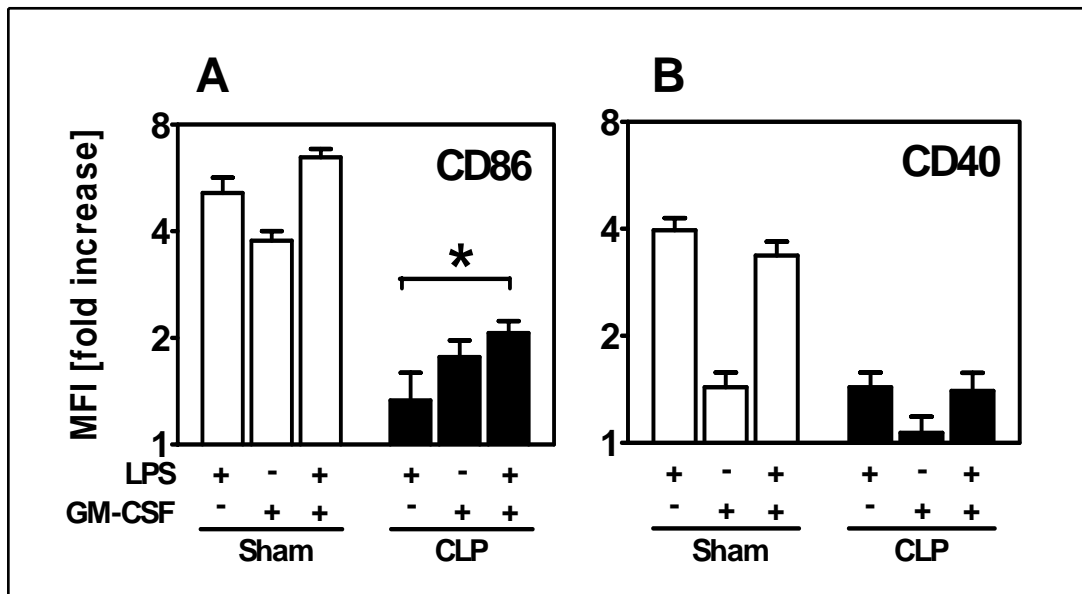 A B
MFI [fold increase]
8 8
CD86 CD40
4 4
*
2 2
1 1
LPS + - + + - + + - + + - +
GM-CSF - + + - + + - + + - + +
Sham CLP Sham CLP